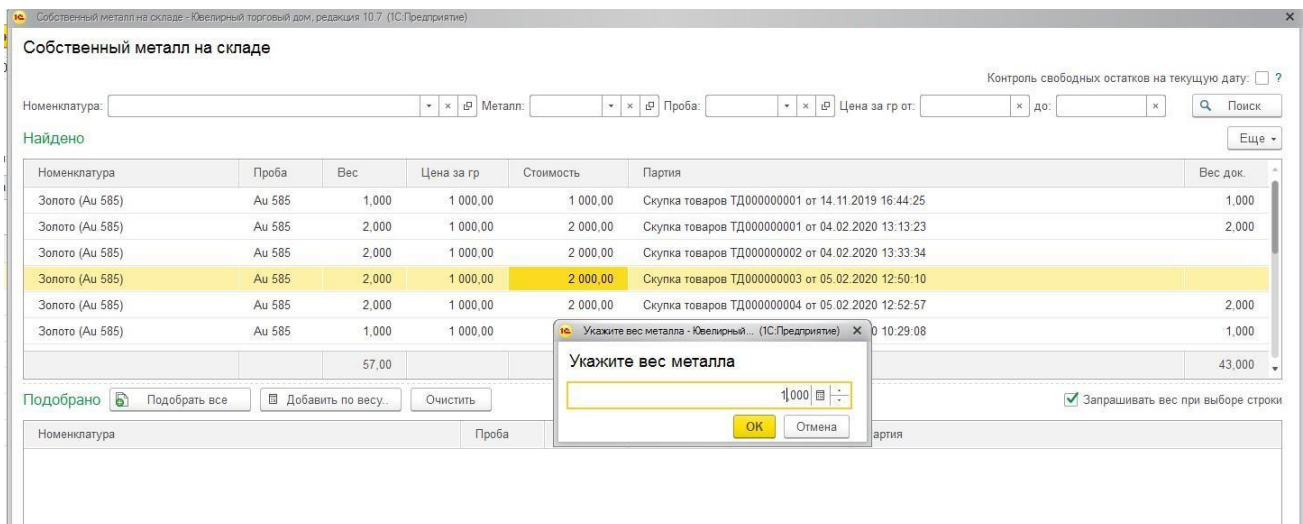 Собственный металл на складе - Ювелирный торговый дом, редакция 10.7 (1С:Предприятие)
Собственный металл на складе
Контроль свободных остатков на текущую дату: ?
Номенклатура: Металл: Проба: Цена за гр от: до: Поиск
Найдено Еще
Номенклатура Проба Вес Цена за гр Стоимость Партия Вес док.
Золото (Au 585) Au 585 1,000 1 000,00 1 000,00 Скупка товаров ТД000000001 от 14.11.2019 16:44:25 1,000
Золото (Au 585) Au 585 2,000 1 000,00 2 000,00 Скупка товаров ТД000000001 от 04.02.2020 13:13:23 2,000
Золото (Au 585) Au 585 2,000 1 000,00 2 000,00 Скупка товаров ТД000000002 от 04.02.2020 13:33:34
Золото (Au 585) Au 585 2,000 1 000,00 2 000,00 Скупка товаров ТД000000003 от 05.02.2020 12:50:10
Золото (Au 585) Au 585 2,000 1 000,00 2 000,00 Скупка товаров ТД000000004 от 05.02.2020 12:52:57 2,000
Золото (Au 585) Au 585 1,000 1 000,00 0 10:29:08 1,000
57,00 43,000
Укажите вес металла - Ювелирный... (1С:Предприятие)
Укажите вес металла
1,000
ОК Отмена
Подобрано Подобрать все Добавить по весу.. Очистить Запрашивать вес при выборе строки
Номенклатура Проба артия